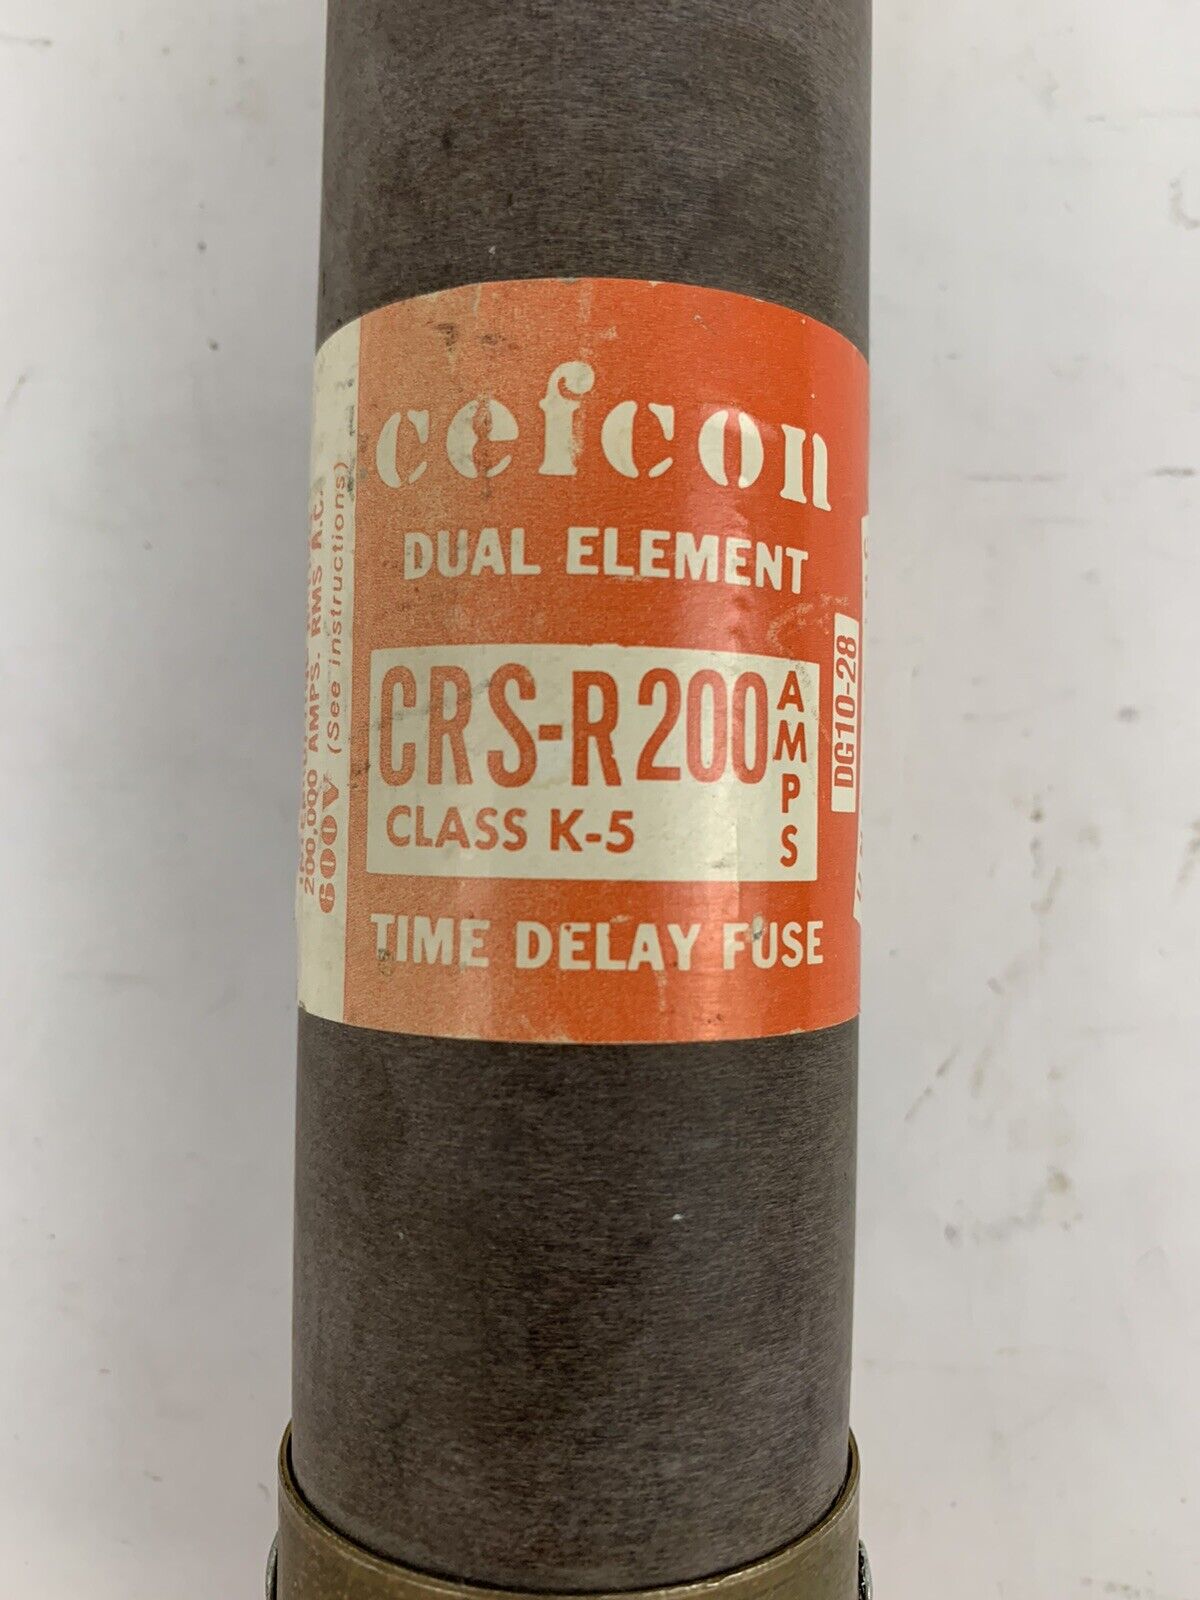 cefcon
DUAL ELEMENT
CRS-R 200 AMPS
CLASS K-5
TIME DELAY FUSE
DG10-28
200,000 AMPS. RMS A.C.
600V (See instructions)